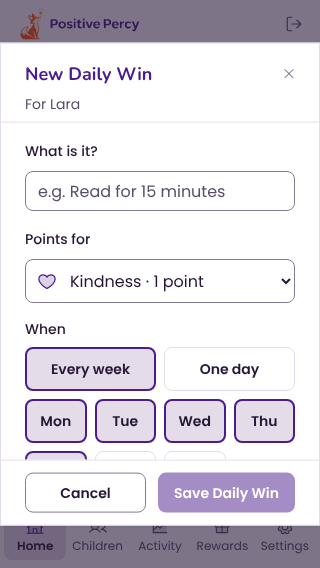 Positive Percy
New Daily Win
For Lara
What is it?
e.g. Read for 15 minutes
Points for
Kindness · 1 point
When
Every week
One day
Mon
Tue
Wed
Thu
Cancel
Save Daily Win
Home
Children
Activity
Rewards
Settings